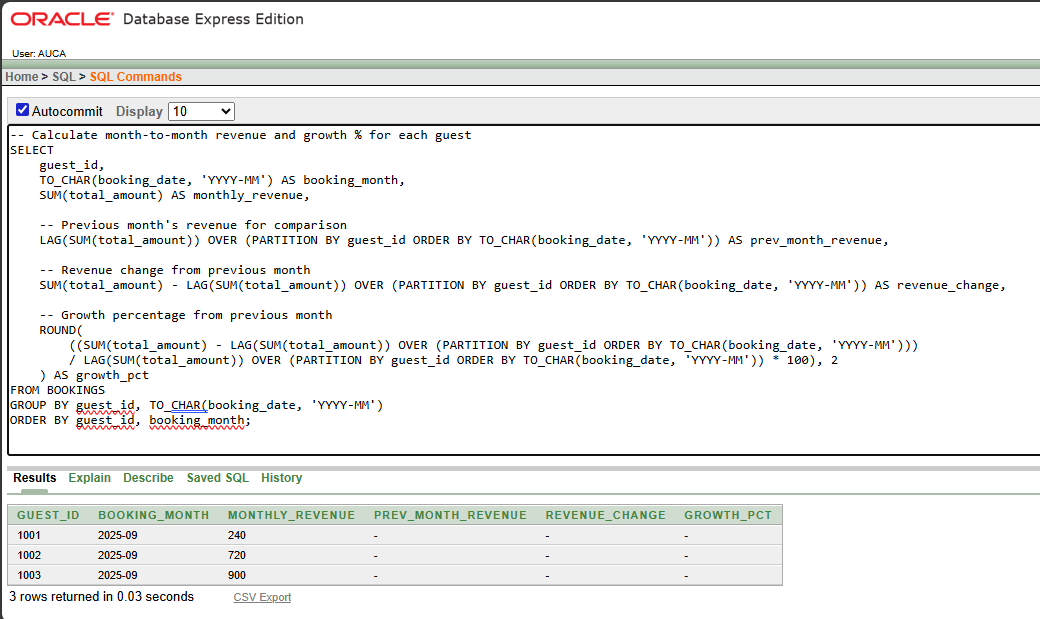 ORACLE® Database Express Edition
User: AUCA
Home > SQL > SQL Commands
Autocommit Display 10
-- Calculate month-to-month revenue and growth % for each guest
SELECT
guest_id,
TO_CHAR(booking_date, 'YYYY-MM') AS booking_month,
SUM(total_amount) AS monthly_revenue,
-- Previous month's revenue for comparison
LAG(SUM(total_amount)) OVER (PARTITION BY guest_id ORDER BY TO_CHAR(booking_date, 'YYYY-MM')) AS prev_month_revenue,
-- Revenue change from previous month
SUM(total_amount) - LAG(SUM(total_amount)) OVER (PARTITION BY guest_id ORDER BY TO_CHAR(booking_date, 'YYYY-MM')) AS revenue_change,
-- Growth percentage from previous month
ROUND(
((SUM(total_amount) - LAG(SUM(total_amount)) OVER (PARTITION BY guest_id ORDER BY TO_CHAR(booking_date, 'YYYY-MM')))
/ LAG(SUM(total_amount)) OVER (PARTITION BY guest_id ORDER BY TO_CHAR(booking_date, 'YYYY-MM')) * 100), 2
) AS growth_pct
FROM BOOKINGS
GROUP BY guest_id, TO_CHAR(booking_date, 'YYYY-MM')
ORDER BY guest_id, booking_month;
Results Explain Describe Saved SQL History
GUEST_ID BOOKING_MONTH MONTHLY_REVENUE PREV_MONTH_REVENUE REVENUE_CHANGE GROWTH_PCT
1001 2025-09 240 - - -
1002 2025-09 720 - - -
1003 2025-09 900 - - -
3 rows returned in 0.03 seconds CSV Export